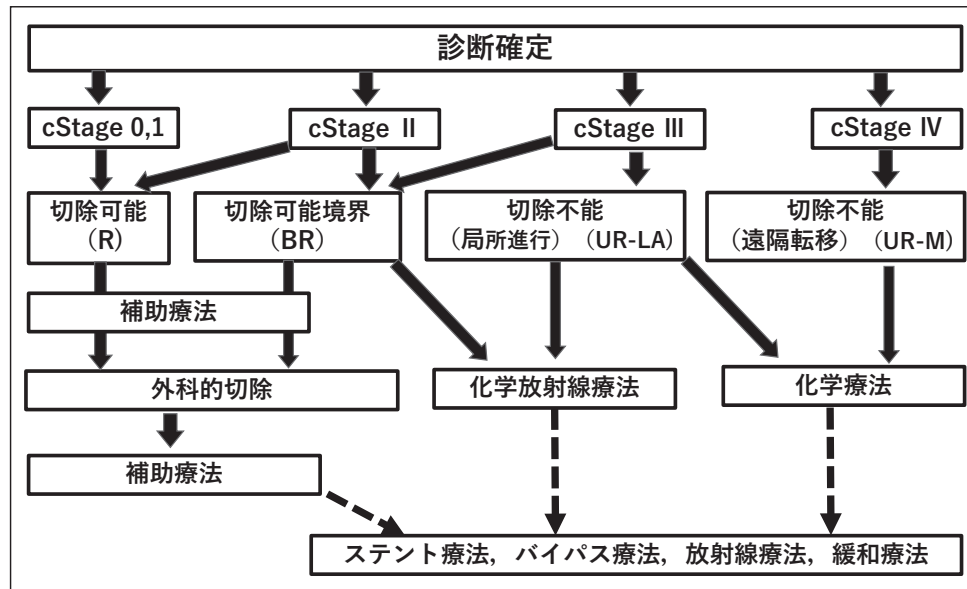 診断確定
cStage 0,1
cStage Ⅱ
cStage Ⅲ
cStage Ⅳ
切除可能
（R）
切除可能境界
（BR）
切除不能
（局所進行）（UR-LA）
切除不能
（遠隔転移）（UR-M）
補助療法
外科的切除
化学放射線療法
化学療法
補助療法
ステント療法，バイパス療法，放射線療法，緩和療法